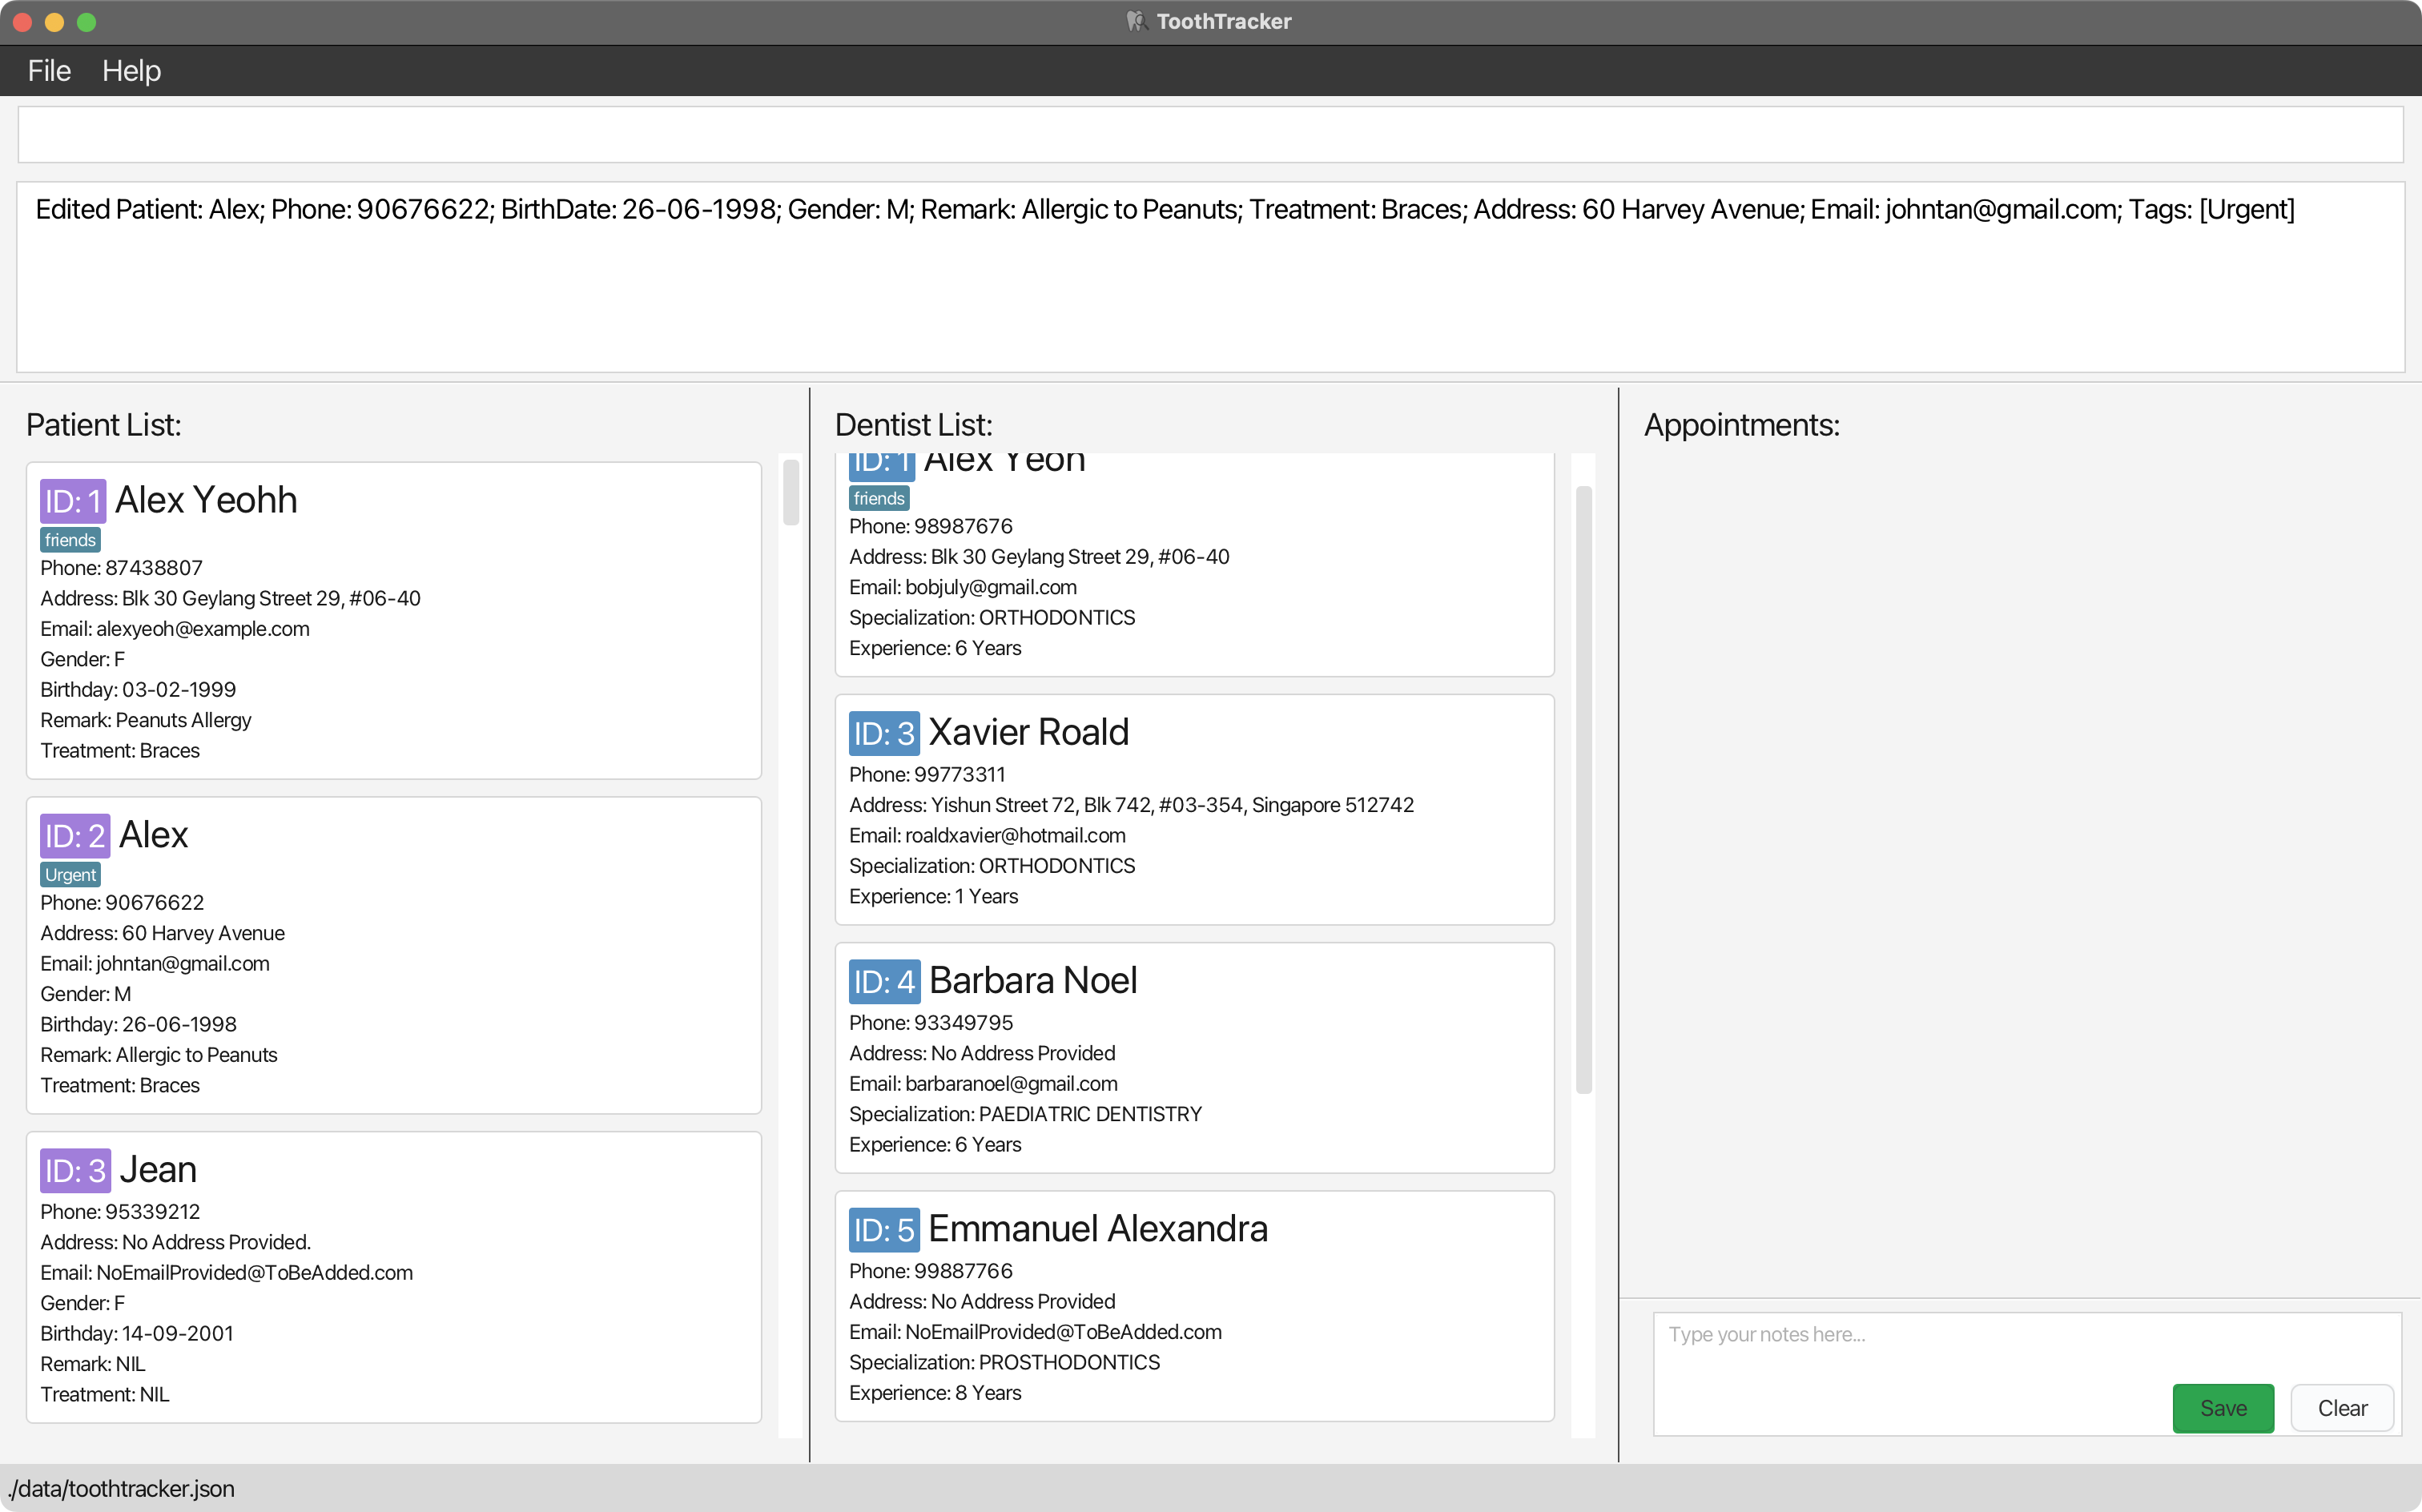 ToothTracker
File Help
Edited Patient: Alex; Phone: 90676622; BirthDate: 26-06-1998; Gender: M; Remark: Allergic to Peanuts; Treatment: Braces; Address: 60 Harvey Avenue; Email: johntan@gmail.com; Tags: [Urgent]
Patient List:
ID: 1 Alex Yeohh
friends
Phone: 87438807
Address: Blk 30 Geylang Street 29, #06-40
Email: alexyeoh@example.com
Gender: F
Birthday: 03-02-1999
Remark: Peanuts Allergy
Treatment: Braces
ID: 2 Alex
Urgent
Phone: 90676622
Address: 60 Harvey Avenue
Email: johntan@gmail.com
Gender: M
Birthday: 26-06-1998
Remark: Allergic to Peanuts
Treatment: Braces
ID: 3 Jean
Phone: 95339212
Address: No Address Provided.
Email: NoEmailProvided@ToBeAdded.com
Gender: F
Birthday: 14-09-2001
Remark: NIL
Treatment: NIL
Dentist List:
ID: 1 Alex Yeoh
friends
Phone: 98987676
Address: Blk 30 Geylang Street 29, #06-40
Email: bobjuly@gmail.com
Specialization: ORTHODONTICS
Experience: 6 Years
ID: 3 Xavier Roald
Phone: 99773311
Address: Yishun Street 72, Blk 742, #03-354, Singapore 512742
Email: roaldxavier@hotmail.com
Specialization: ORTHODONTICS
Experience: 1 Years
ID: 4 Barbara Noel
Phone: 93349795
Address: No Address Provided
Email: barbaranoel@gmail.com
Specialization: PAEDIATRIC DENTISTRY
Experience: 6 Years
ID: 5 Emmanuel Alexandra
Phone: 99887766
Address: No Address Provided
Email: NoEmailProvided@ToBeAdded.com
Specialization: PROSTHODONTICS
Experience: 8 Years
Appointments:
Type your notes here...
Save Clear
./data/toothtracker.json